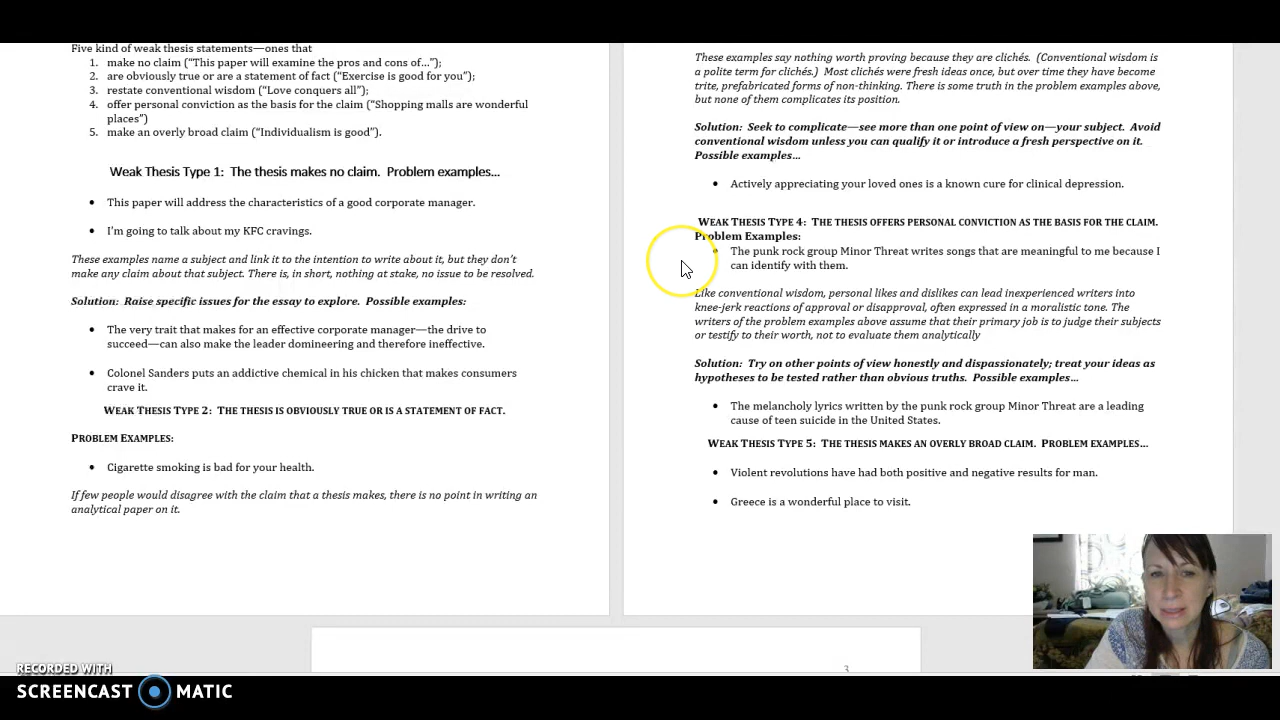 Five kind of weak thesis statements—ones that
1. make no claim (“This paper will examine the pros and cons of…”);
2. are obviously true or are a statement of fact (“Exercise is good for you”);
3. restate conventional wisdom (“Love conquers all”);
4. offer personal conviction as the basis for the claim (“Shopping malls are wonderful
places”)
5. make an overly broad claim (“Individualism is good”).
Weak Thesis Type 1:  The thesis makes no claim.  Problem examples…
• This paper will address the characteristics of a good corporate manager.
• I’m going to talk about my KFC cravings.
These examples name a subject and link it to the intention to write about it, but they don’t
make any claim about that subject. There is, in short, nothing at stake, no issue to be resolved.
Solution:  Raise specific issues for the essay to explore.  Possible examples:
• The very trait that makes for an effective corporate manager—the drive to
succeed—can also make the leader domineering and therefore ineffective.
• Colonel Sanders puts an addictive chemical in his chicken that makes consumers
crave it.
WEAK THESIS TYPE 2:  THE THESIS IS OBVIOUSLY TRUE OR IS A STATEMENT OF FACT.
PROBLEM EXAMPLES:
• Cigarette smoking is bad for your health.
If few people would disagree with the claim that a thesis makes, there is no point in writing an
analytical paper on it.
These examples say nothing worth proving because they are clichés.  (Conventional wisdom is
a polite term for clichés.)  Most clichés were fresh ideas once, but over time they have become
trite, prefabricated forms of non-thinking.  There is some truth in the problem examples above,
but none of them complicates its position.
Solution:  Seek to complicate—see more than one point of view on—your subject.  Avoid
conventional wisdom unless you can qualify it or introduce a fresh perspective on it.
Possible examples…
• Actively appreciating your loved ones is a known cure for clinical depression.
WEAK THESIS TYPE 4:  THE THESIS OFFERS PERSONAL CONVICTION AS THE BASIS FOR THE CLAIM.
Problem Examples:
• The punk rock group Minor Threat writes songs that are meaningful to me because I
can identify with them.
Like conventional wisdom, personal likes and dislikes can lead inexperienced writers into
knee-jerk reactions of approval or disapproval, often expressed in a moralistic tone.  The
writers of the problem examples above assume that their primary job is to judge their subjects
or testify to their worth, not to evaluate them analytically
Solution:  Try on other points of view honestly and dispassionately; treat your ideas as
hypotheses to be tested rather than obvious truths.  Possible examples…
• The melancholy lyrics written by the punk rock group Minor Threat are a leading
cause of teen suicide in the United States.
WEAK THESIS TYPE 5:  THE THESIS MAKES AN OVERLY BROAD CLAIM.  PROBLEM EXAMPLES…
• Violent revolutions have had both positive and negative results for man.
• Greece is a wonderful place to visit.
3
RECORDED WITH
SCREENCAST MATIC